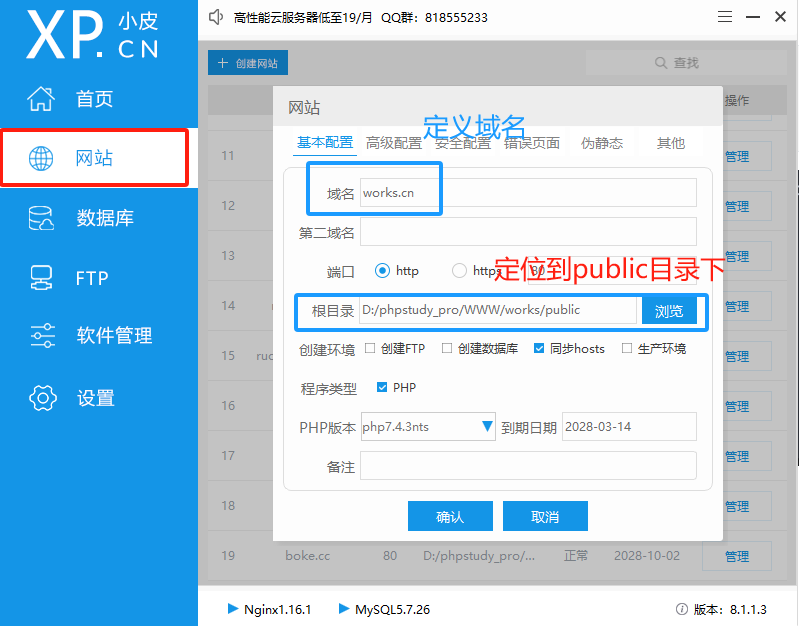 XP.小皮
CN
高性能云服务器低至19/月 QQ群：818555233
首页
网站
数据库
FTP
软件管理
设置
创建网站
查找
操作
网站
定义域名
基本配置 高级配置 安全配置 错误页面 伪静态 其他
域名 works.cn
第二域名
端口 http https 80
定位到public目录下
根目录 D:/phpstudy_pro/WWW/works/public 浏览
创建环境 创建FTP 创建数据库 同步hosts 生产环境
程序类型 PHP
PHP版本 php7.4.3nts 到期日期 2028-03-14
备注
确认 取消
11 管理
12 管理
13 管理
14 管理
15 管理
16 管理
17 管理
18 管理
19 boke.cc 80 D:/phpstudy_pro/... 正常 2028-10-02 管理
Nginx1.16.1 MySQL5.7.26 版本：8.1.1.3